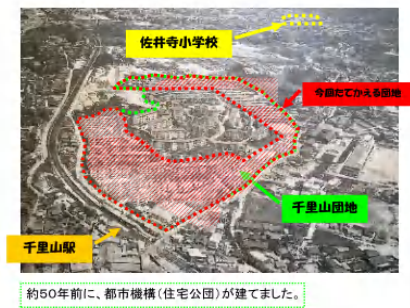 佐井寺小学校
今回たてかえる団地
千里山団地
千里山駅
約50年前に、都市機構(住宅公団)が建てました。